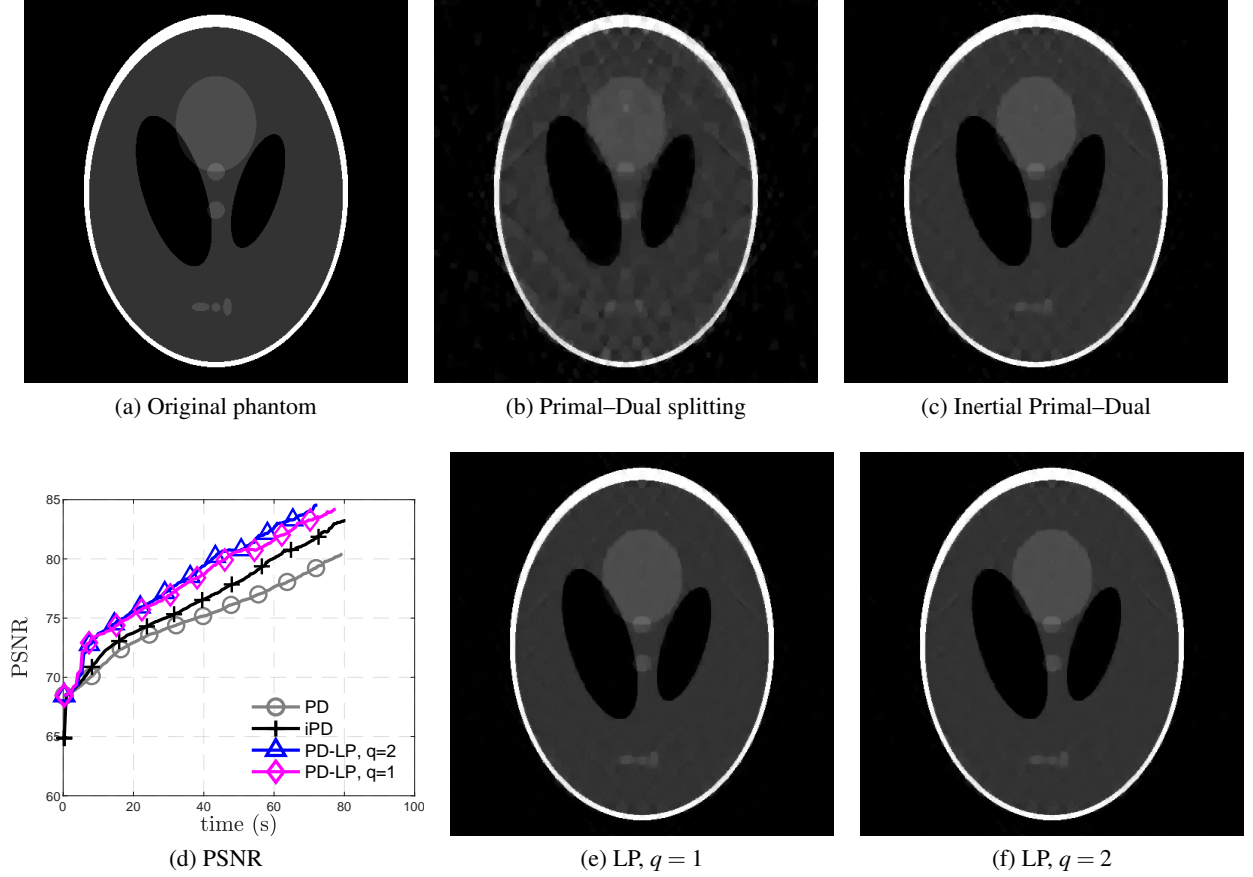 (a) Original phantom
(b) Primal–Dual splitting
(c) Inertial Primal–Dual
85
80
75
70
65
60
PSNR
PD
iPD
PD-LP, q=2
PD-LP, q=1
0 20 40 60 80 100
time (s)
(d) PSNR
(e) LP, q = 1
(f) LP, q = 2